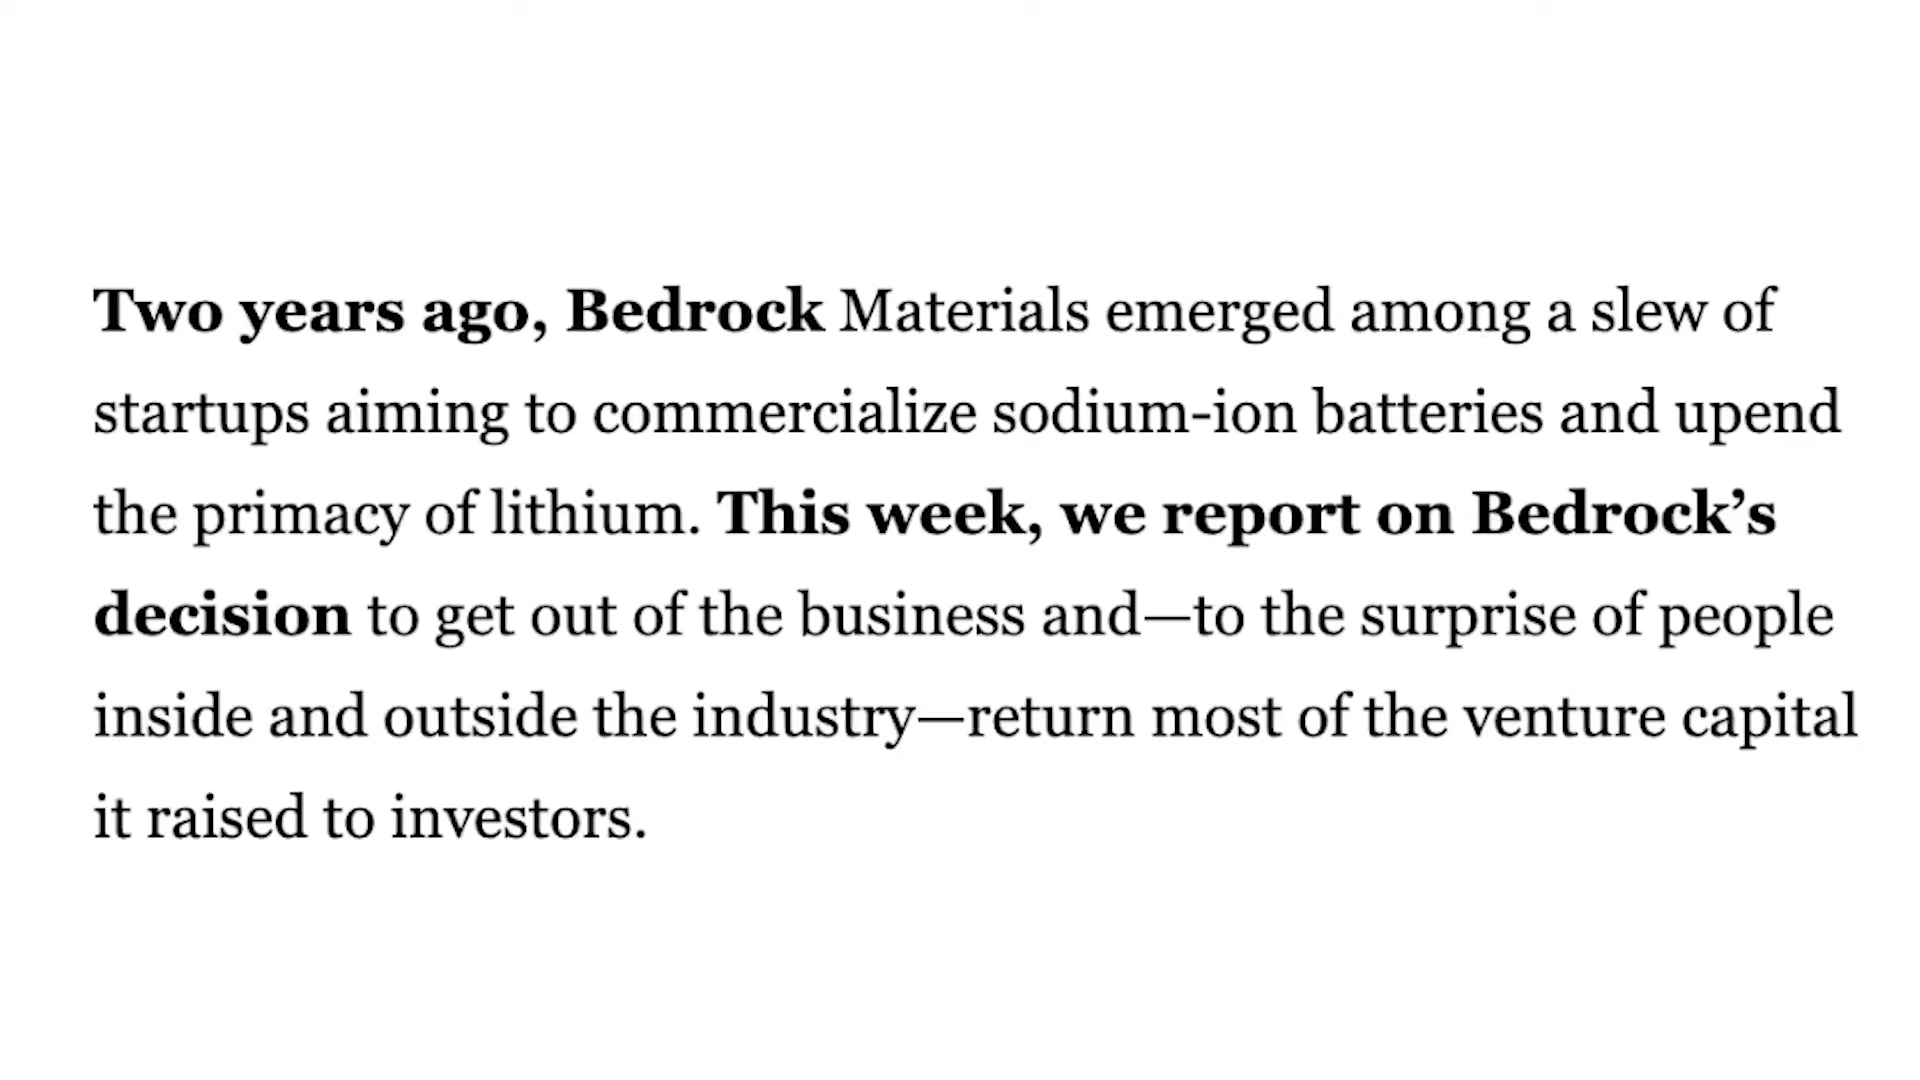 Two years ago, Bedrock Materials emerged among a slew of
startups aiming to commercialize sodium-ion batteries and upend
the primacy of lithium. This week, we report on Bedrock’s
decision to get out of the business and—to the surprise of people
inside and outside the industry—return most of the venture capital
it raised to investors.